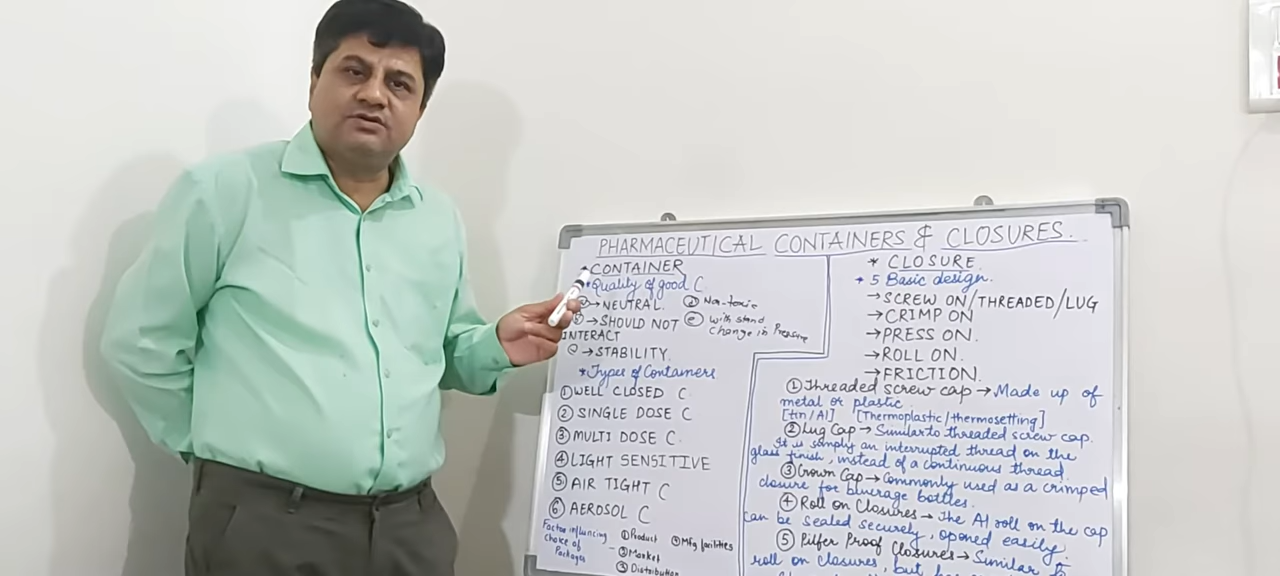 PHARMACEUTICAL CONTAINERS & CLOSURES.
* CONTAINER
* Quality of good C
→ NEUTRAL. Non-toxic
→ SHOULD NOT with stand
INTERACT change in Pressure
→ STABILITY.
* Types of Containers
① WELL CLOSED C
② SINGLE DOSE C
③ MULTI DOSE C.
④ LIGHT SENSITIVE
⑤ AIR TIGHT C
⑥ AEROSOL C
Factor influencing
Choice of
Packages
① Product ④ Mfg facilities
② Market
③ Distribution
* CLOSURE
* 5 Basic design.
→ SCREW ON/THREADED/LUG
→ CRIMP ON
→ PRESS ON.
→ ROLL ON.
→ FRICTION.
① Threaded screw cap → Made up of
metal or plastic.
[tin/Al] [Thermoplastic/thermosetting]
② Lug Cap → Similar to threaded screw cap.
It is simply an interrupted thread on the
glass finish, instead of a continuous thread.
③ Crown Cap → Commonly used as a crimped
closure for beverage bottles.
④ Roll on Closures → The Al roll on the cap
can be sealed securely, opened easily.
⑤ Pilfer Proof Closures → Similar to
roll on closures, but